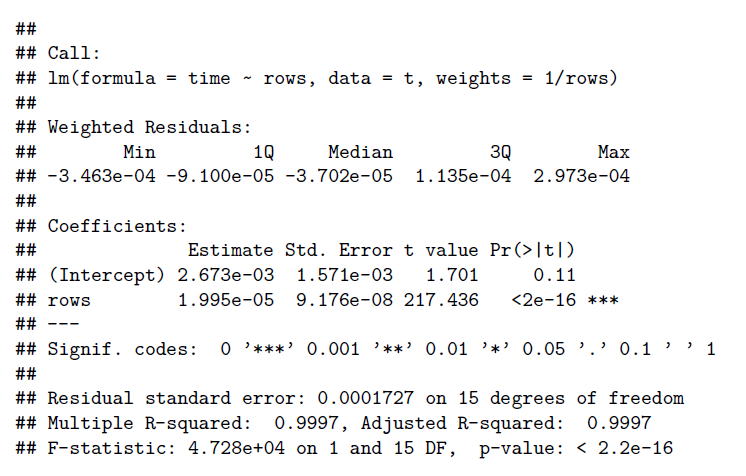 ##
## Call:
## lm(formula = time ~ rows, data = t, weights = 1/rows)
##
## Weighted Residuals:
##        Min         1Q     Median         3Q        Max
## -3.463e-04 -9.100e-05 -3.702e-05  1.135e-04  2.973e-04
##
## Coefficients:
##              Estimate Std. Error t value Pr(>|t|)
## (Intercept) 2.673e-03  1.571e-03   1.701     0.11
## rows        1.995e-05  9.176e-08 217.436   <2e-16 ***
## ---
## Signif. codes:  0 ’***’ 0.001 ’**’ 0.01 ’*’ 0.05 ’.’ 0.1 ’ ’ 1
##
## Residual standard error: 0.0001727 on 15 degrees of freedom
## Multiple R-squared:  0.9997, Adjusted R-squared:  0.9997
## F-statistic: 4.728e+04 on 1 and 15 DF,  p-value: < 2.2e-16